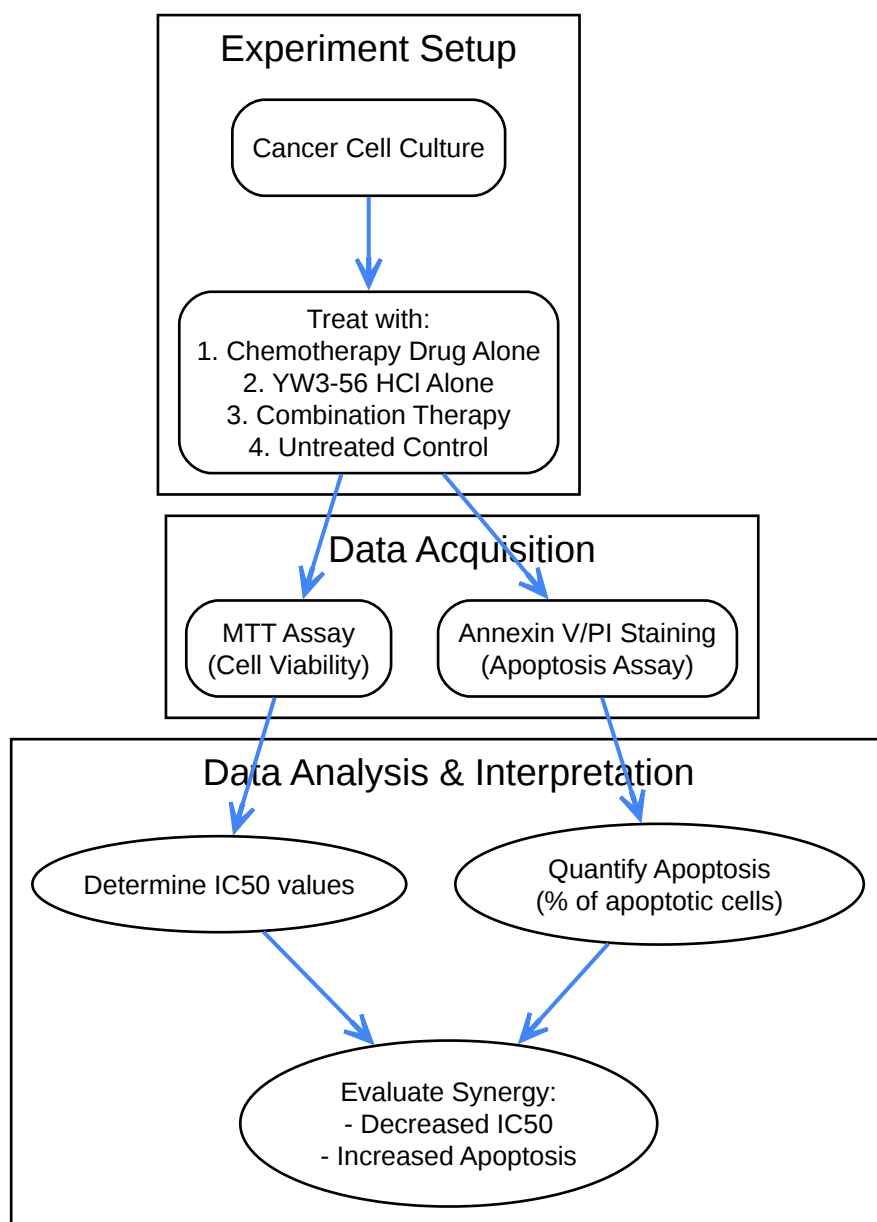 Experiment Setup
Cancer Cell Culture
Treat with:
1. Chemotherapy Drug Alone
2. YW3-56 HCl Alone
3. Combination Therapy
4. Untreated Control
Data Acquisition
MTT Assay
(Cell Viability)
Annexin V/PI Staining
(Apoptosis Assay)
Data Analysis & Interpretation
Determine IC50 values
Quantify Apoptosis
(% of apoptotic cells)
Evaluate Synergy:
- Decreased IC50
- Increased Apoptosis